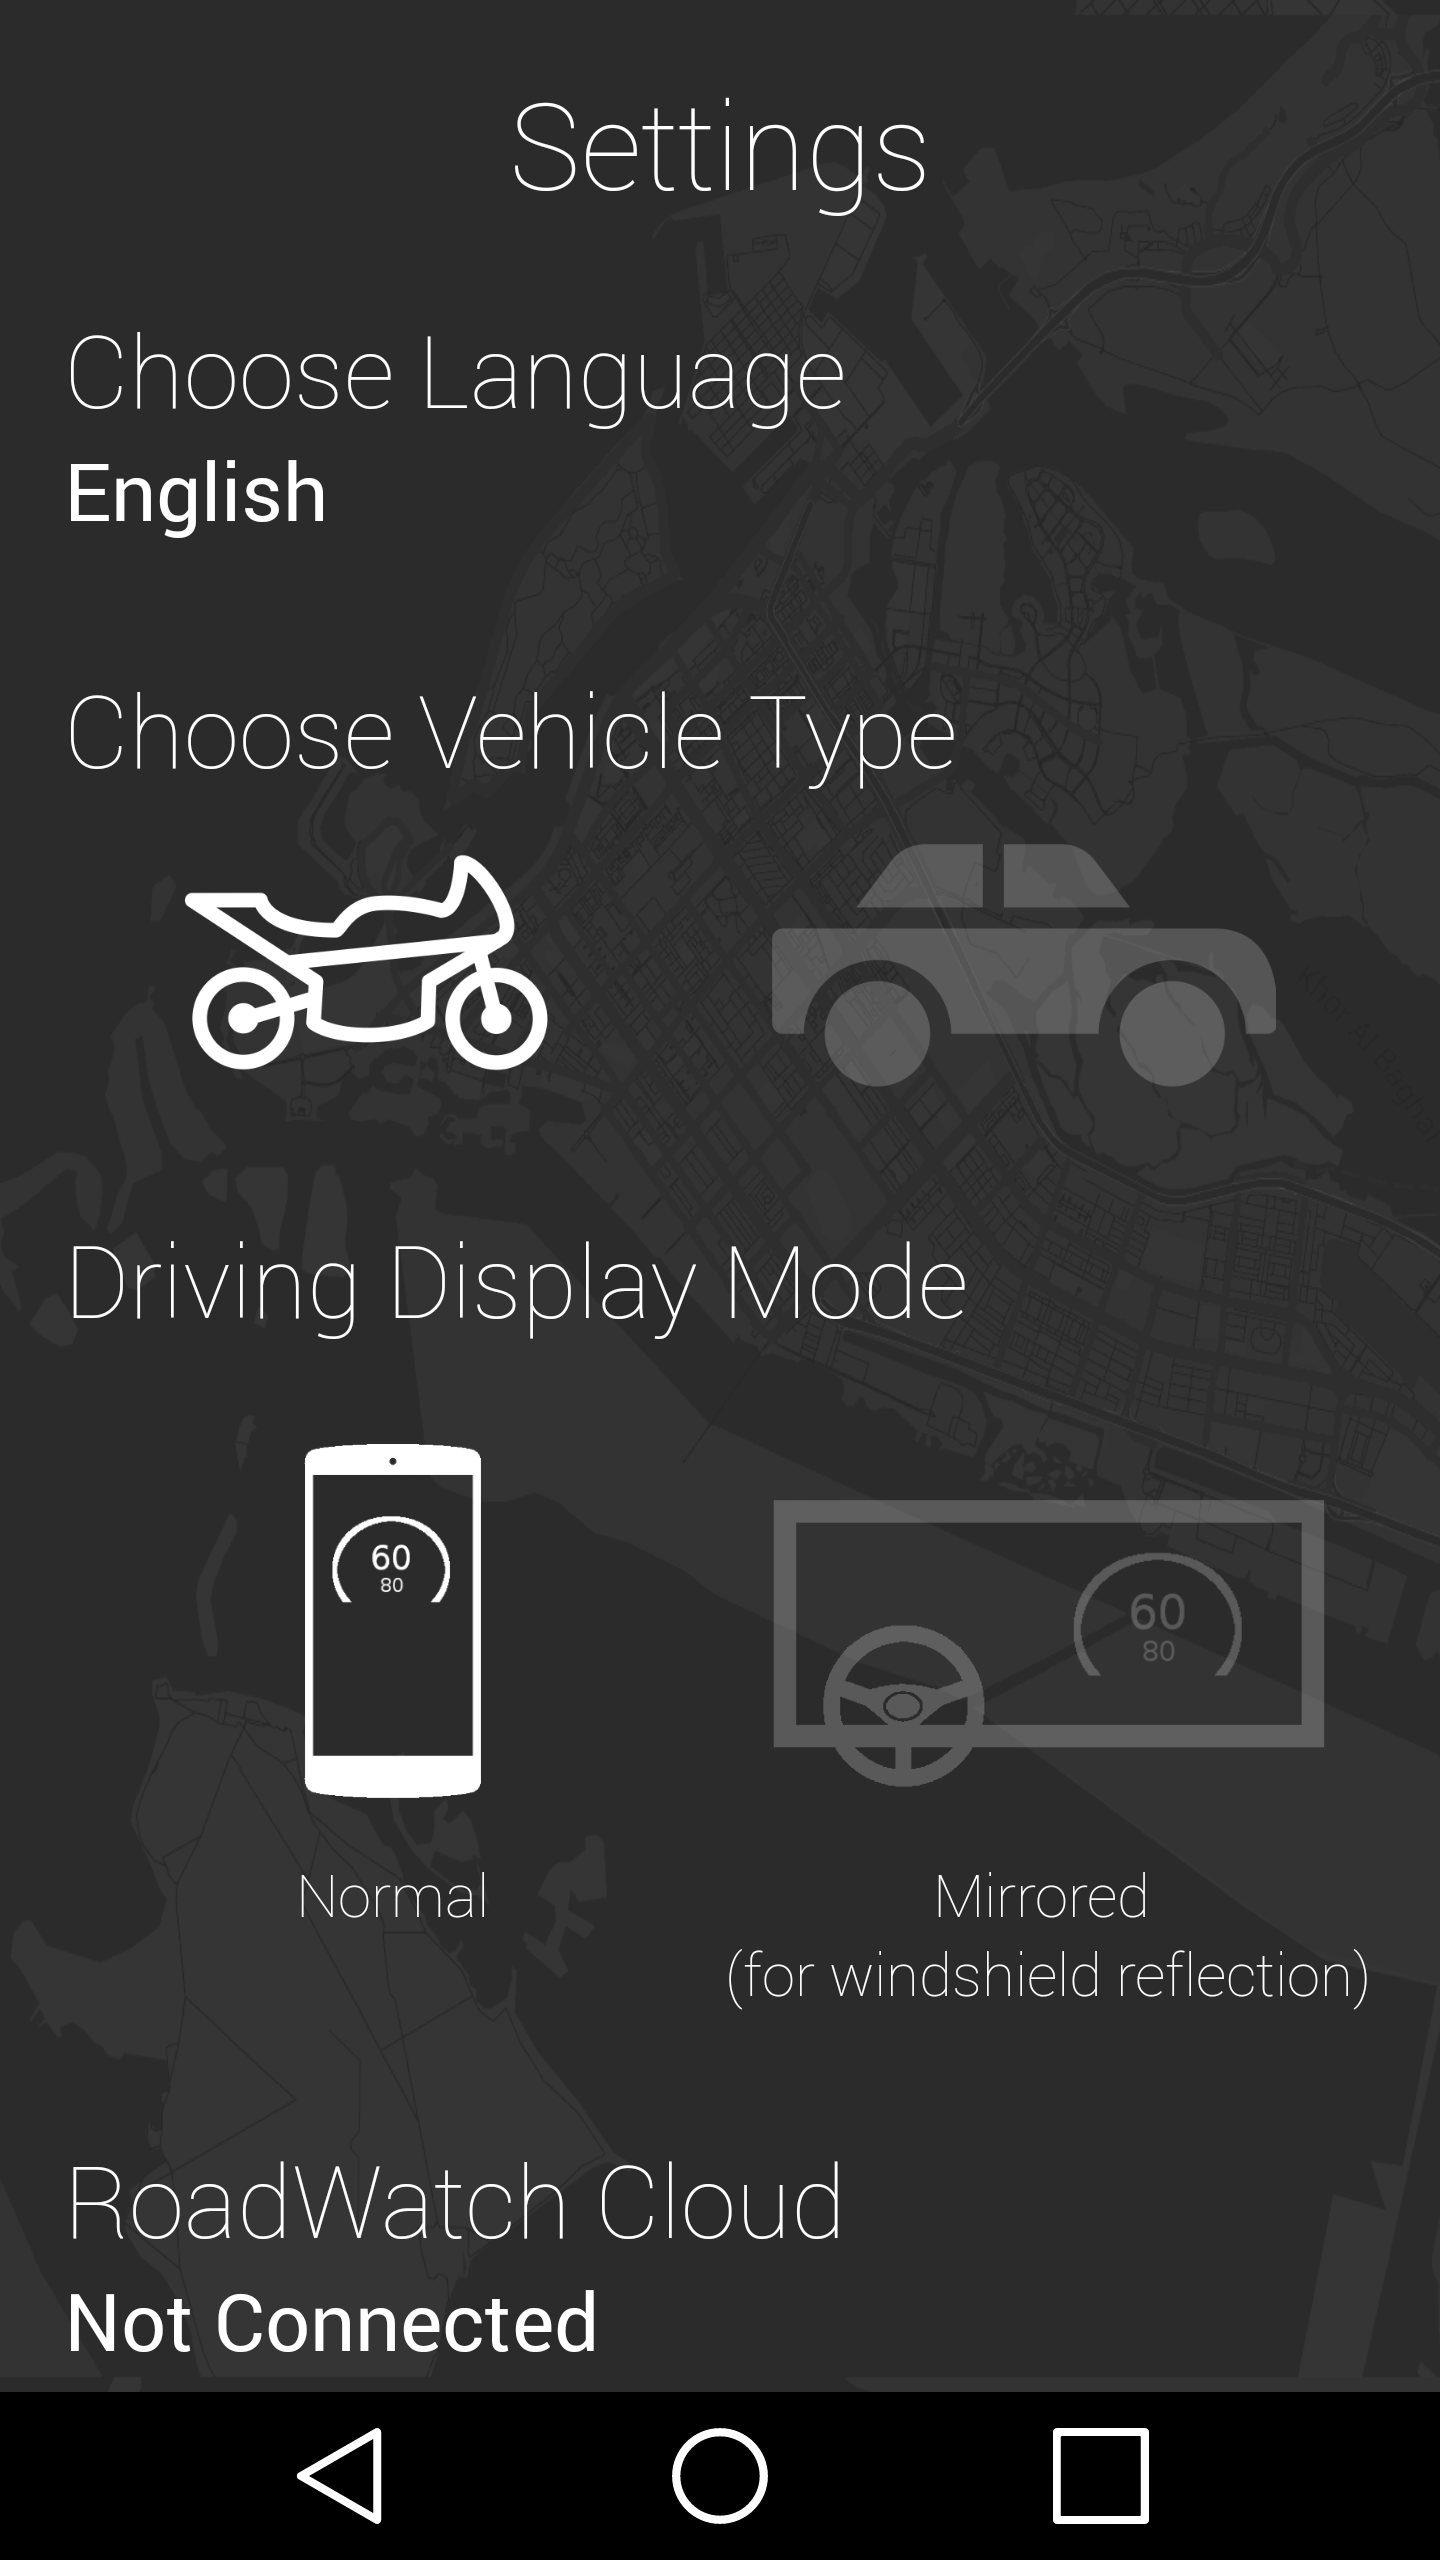 Settings
Choose Language
English
Choose Vehicle Type
Driving Display Mode
60
80
60
80
Normal
Mirrored
(for windshield reflection)
RoadWatch Cloud
Not Connected